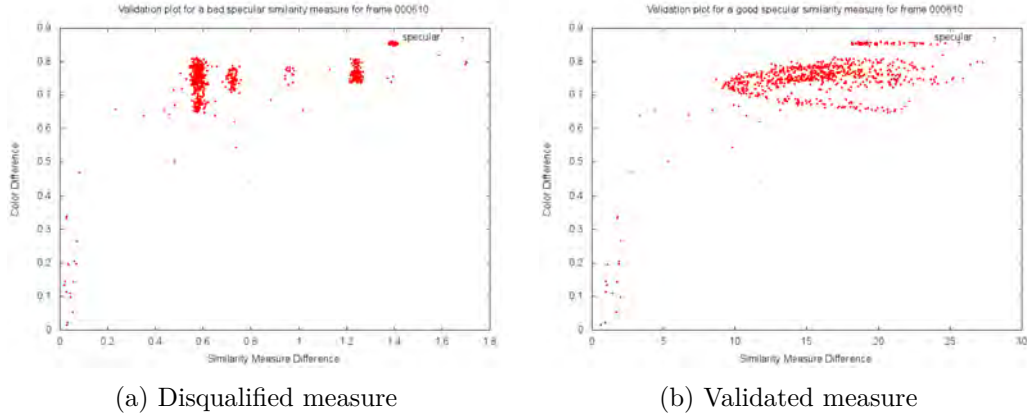 Validation plot for a bad specular similarity measure for frame 000610
specular
0.9
0.8
0.7
0.6
0.5
0.4
0.3
0.2
0.1
0
Color Difference
0 0.2 0.4 0.6 0.8 1 1.2 1.4 1.6 1.8
Similarity Measure Difference
(a) Disqualified measure
Validation plot for a good specular similarity measure for frame 000610
specular
0.9
0.8
0.7
0.6
0.5
0.4
0.3
0.2
0.1
0
Color Difference
0 5 10 15 20 25 30
Similarity Measure Difference
(b) Validated measure